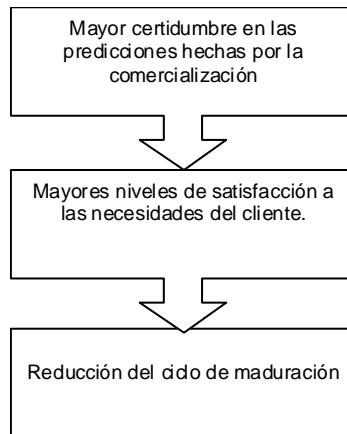 Mayor certidumbre en las
predicciones hechas por la
comercialización
Mayores niveles de satisfacción a
las necesidades del cliente.
Reducción del ciclo de maduración